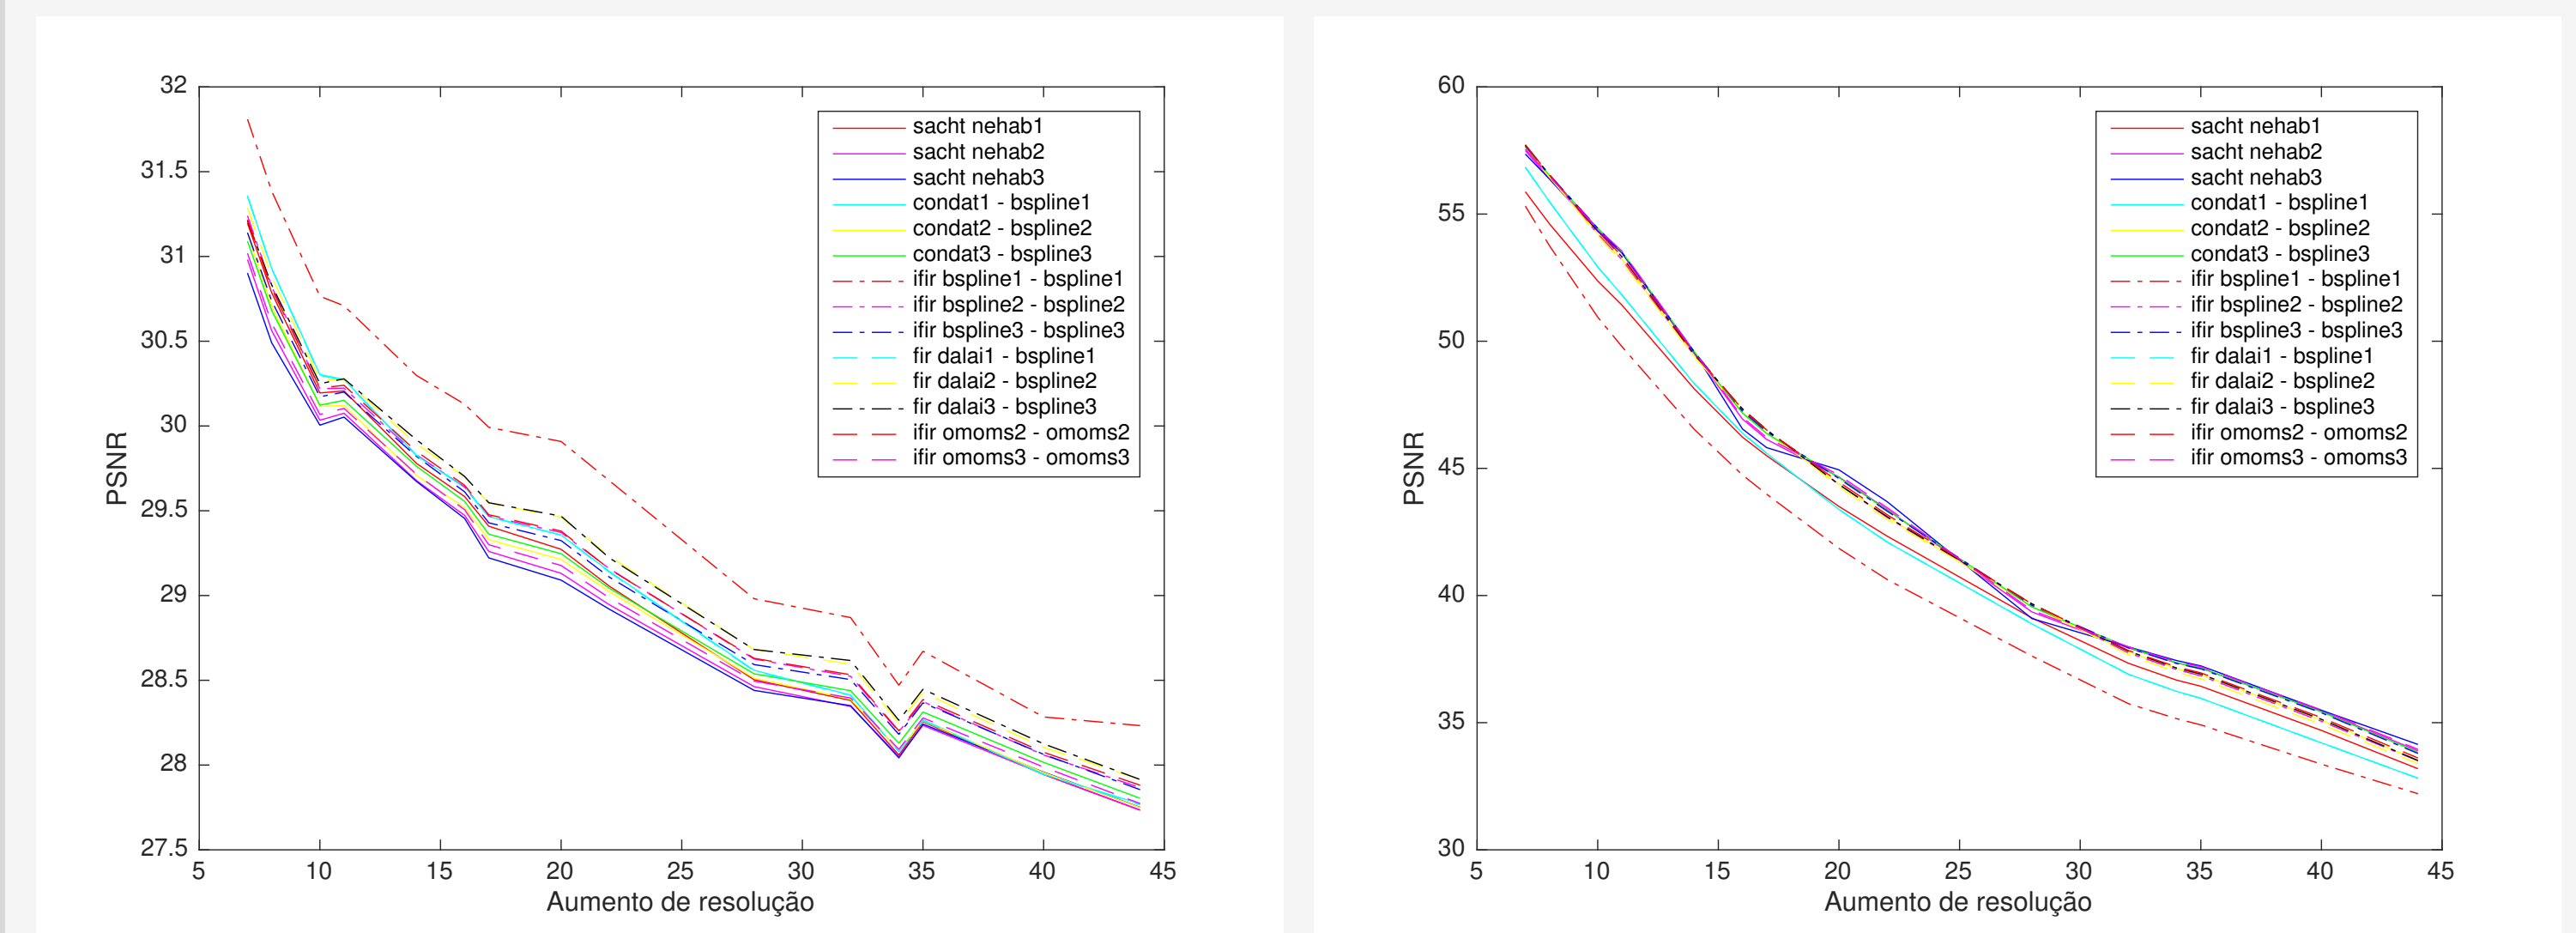 32
31.5
31
30.5
30
29.5
29
28.5
28
27.5
PSNR
5 10 15 20 25 30 35 40 45
Aumento de resolução
sacht nehab1
sacht nehab2
sacht nehab3
condat1 - bspline1
condat2 - bspline2
condat3 - bspline3
ifir bspline1 - bspline1
ifir bspline2 - bspline2
ifir bspline3 - bspline3
fir dalai1 - bspline1
fir dalai2 - bspline2
fir dalai3 - bspline3
ifir omoms2 - omoms2
ifir omoms3 - omoms3
60
55
50
45
40
35
30
PSNR
5 10 15 20 25 30 35 40 45
Aumento de resolução
sacht nehab1
sacht nehab2
sacht nehab3
condat1 - bspline1
condat2 - bspline2
condat3 - bspline3
ifir bspline1 - bspline1
ifir bspline2 - bspline2
ifir bspline3 - bspline3
fir dalai1 - bspline1
fir dalai2 - bspline2
fir dalai3 - bspline3
ifir omoms2 - omoms2
ifir omoms3 - omoms3